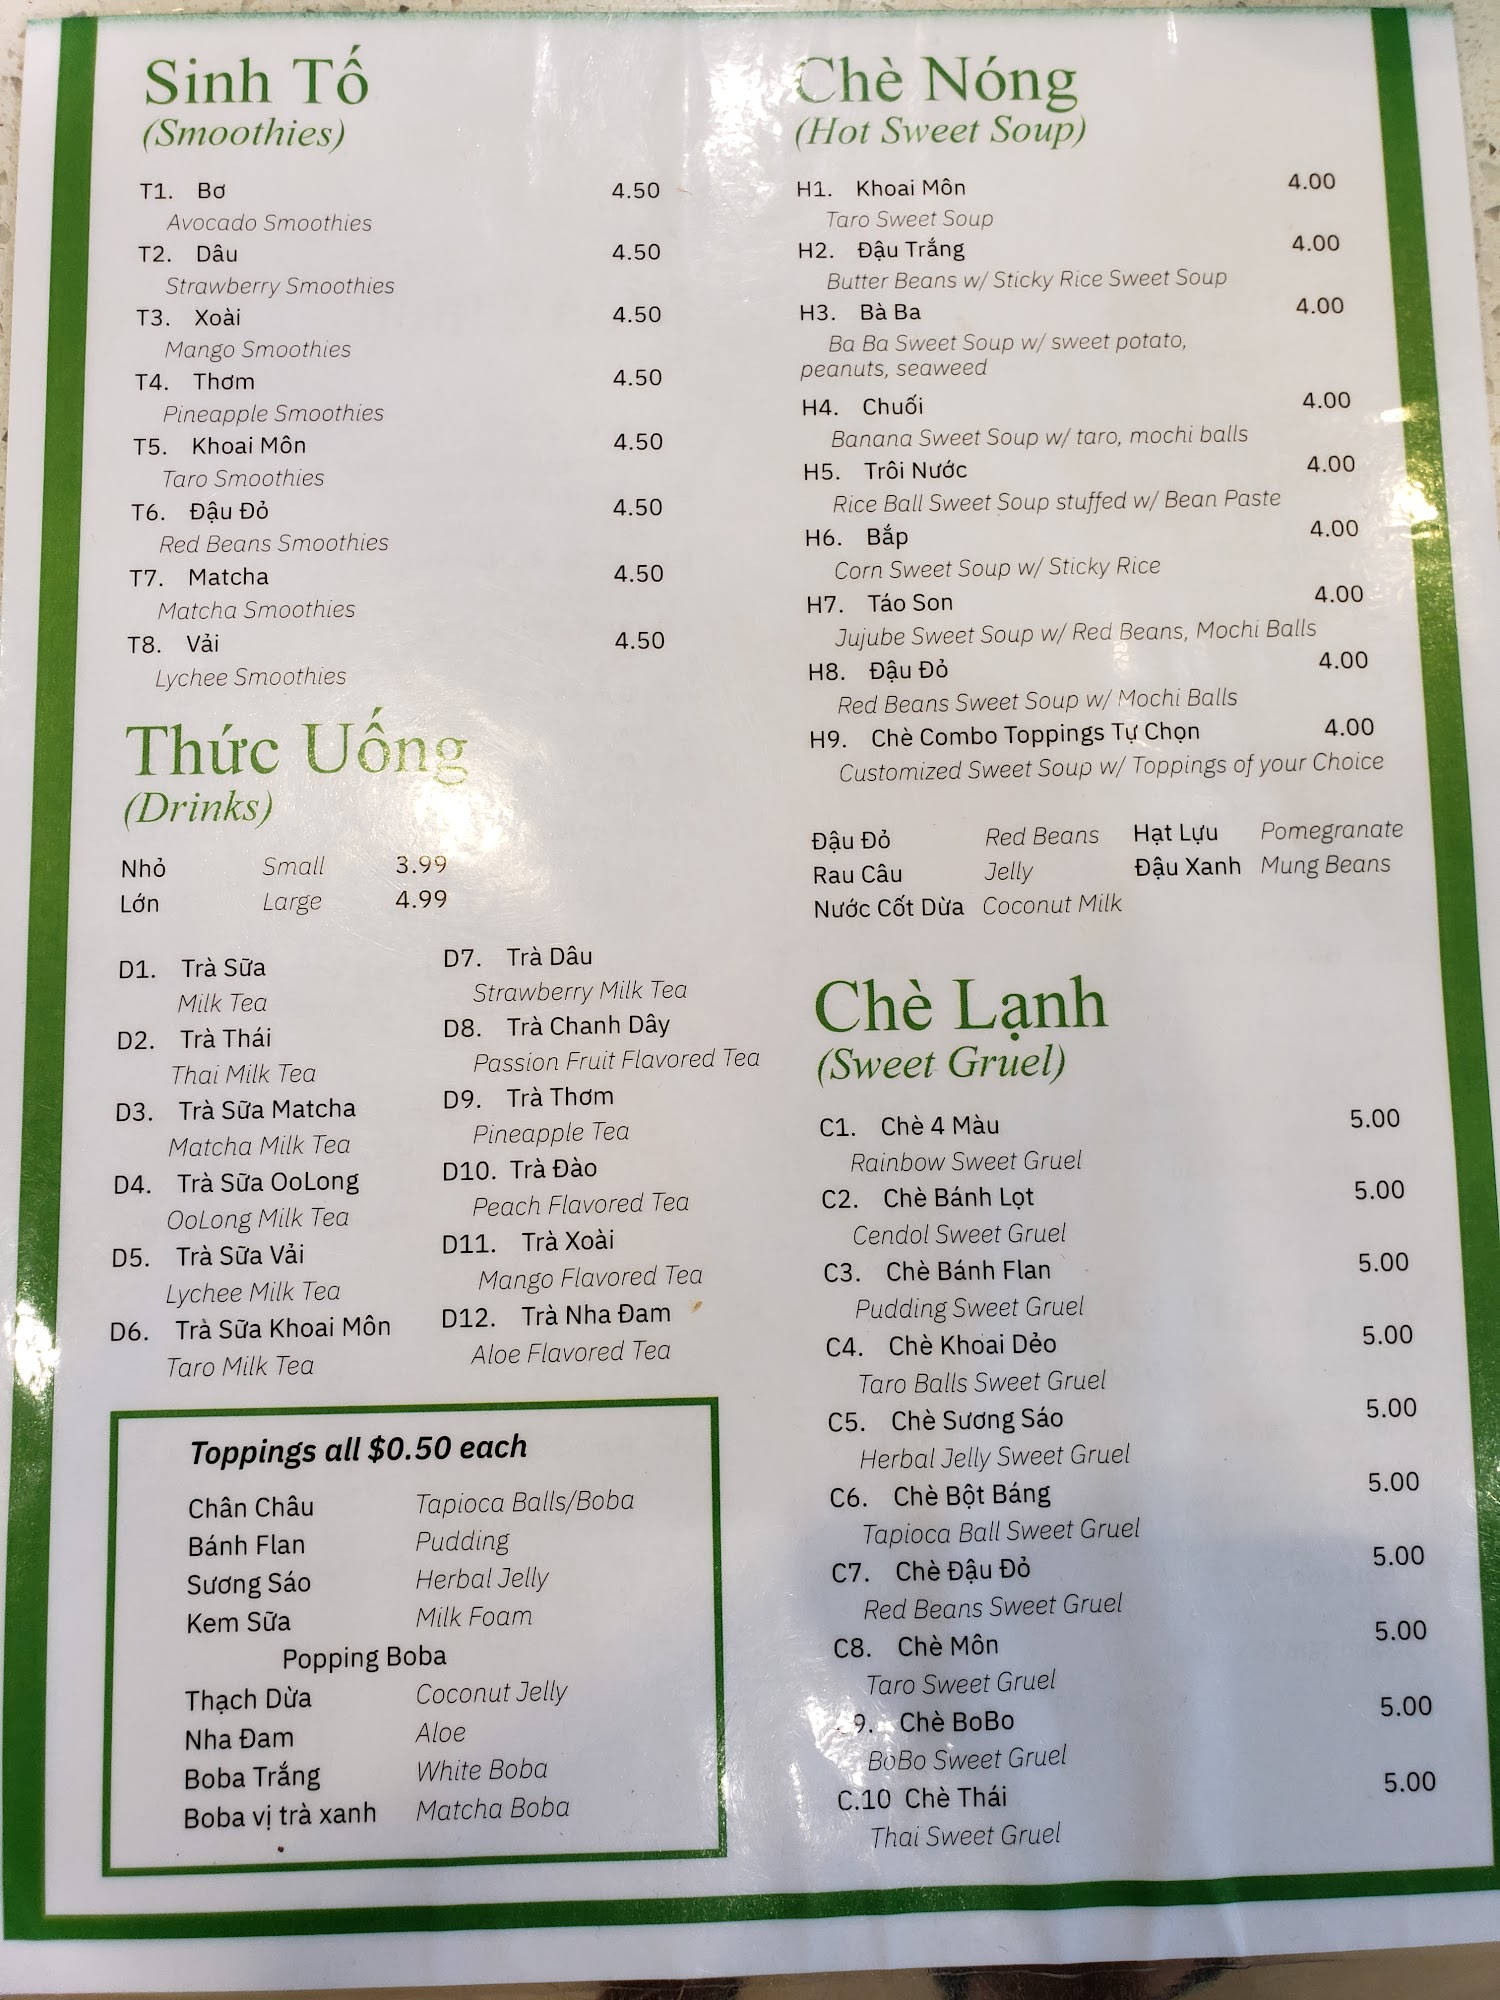 Sinh Tố
(Smoothies)
T1. Bơ 4.50
Avocado Smoothies
T2. Dâu 4.50
Strawberry Smoothies
T3. Xoài 4.50
Mango Smoothies
T4. Thơm 4.50
Pineapple Smoothies
T5. Khoai Môn 4.50
Taro Smoothies
T6. Đậu Đỏ 4.50
Red Beans Smoothies
T7. Matcha 4.50
Matcha Smoothies
T8. Vải 4.50
Lychee Smoothies
Thức Uống
(Drinks)
Nhỏ Small 3.99
Lớn Large 4.99
D1. Trà Sữa
Milk Tea
D2. Trà Thái
Thai Milk Tea
D3. Trà Sữa Matcha
Matcha Milk Tea
D4. Trà Sữa OoLong
OoLong Milk Tea
D5. Trà Sữa Vải
Lychee Milk Tea
D6. Trà Sữa Khoai Môn
Taro Milk Tea
D7. Trà Dâu
Strawberry Milk Tea
D8. Trà Chanh Dây
Passion Fruit Flavored Tea
D9. Trà Thơm
Pineapple Tea
D10. Trà Đào
Peach Flavored Tea
D11. Trà Xoài
Mango Flavored Tea
D12. Trà Nha Đam
Aloe Flavored Tea
Toppings all $0.50 each
Chân Châu Tapioca Balls/Boba
Bánh Flan Pudding
Sương Sáo Herbal Jelly
Kem Sữa Milk Foam
Popping Boba
Thạch Dừa Coconut Jelly
Nha Đam Aloe
Boba Trắng White Boba
Boba vị trà xanh Matcha Boba
Chè Nóng
(Hot Sweet Soup)
H1. Khoai Môn 4.00
Taro Sweet Soup
H2. Đậu Trắng 4.00
Butter Beans w/ Sticky Rice Sweet Soup
H3. Bà Ba 4.00
Ba Ba Sweet Soup w/ sweet potato,
peanuts, seaweed
H4. Chuối 4.00
Banana Sweet Soup w/ taro, mochi balls
H5. Trôi Nước 4.00
Rice Ball Sweet Soup stuffed w/ Bean Paste
H6. Bắp 4.00
Corn Sweet Soup w/ Sticky Rice
H7. Táo Son 4.00
Jujube Sweet Soup w/ Red Beans, Mochi Balls
H8. Đậu Đỏ 4.00
Red Beans Sweet Soup w/ Mochi Balls
H9. Chè Combo Toppings Tự Chọn 4.00
Customized Sweet Soup w/ Toppings of your Choice
Đậu Đỏ Red Beans Hạt Lựu Pomegranate
Rau Câu Jelly Đậu Xanh Mung Beans
Nước Cốt Dừa Coconut Milk
Chè Lạnh
(Sweet Gruel)
C1. Chè 4 Màu 5.00
Rainbow Sweet Gruel
C2. Chè Bánh Lọt 5.00
Cendol Sweet Gruel
C3. Chè Bánh Flan 5.00
Pudding Sweet Gruel
C4. Chè Khoai Dẻo 5.00
Taro Balls Sweet Gruel
C5. Chè Sương Sáo 5.00
Herbal Jelly Sweet Gruel
C6. Chè Bột Báng 5.00
Tapioca Ball Sweet Gruel
C7. Chè Đậu Đỏ 5.00
Red Beans Sweet Gruel
C8. Chè Môn 5.00
Taro Sweet Gruel
C9. Chè BoBo 5.00
BoBo Sweet Gruel
C.10 Chè Thái 5.00
Thai Sweet Gruel